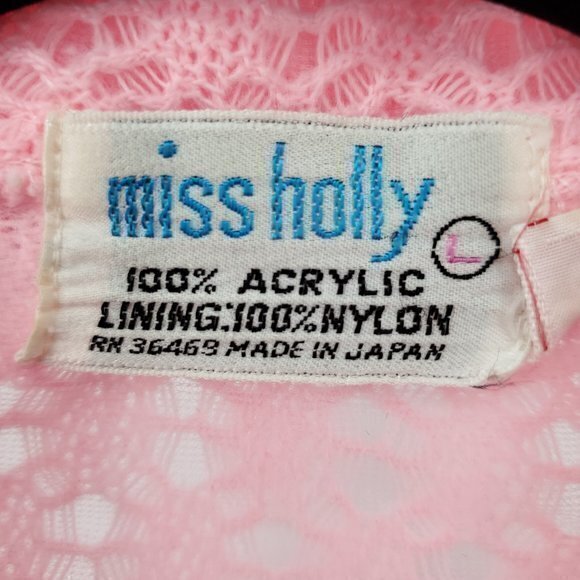 miss holly
L
100% ACRYLIC
LINING:100%NYLON
RN 36469 MADE IN JAPAN